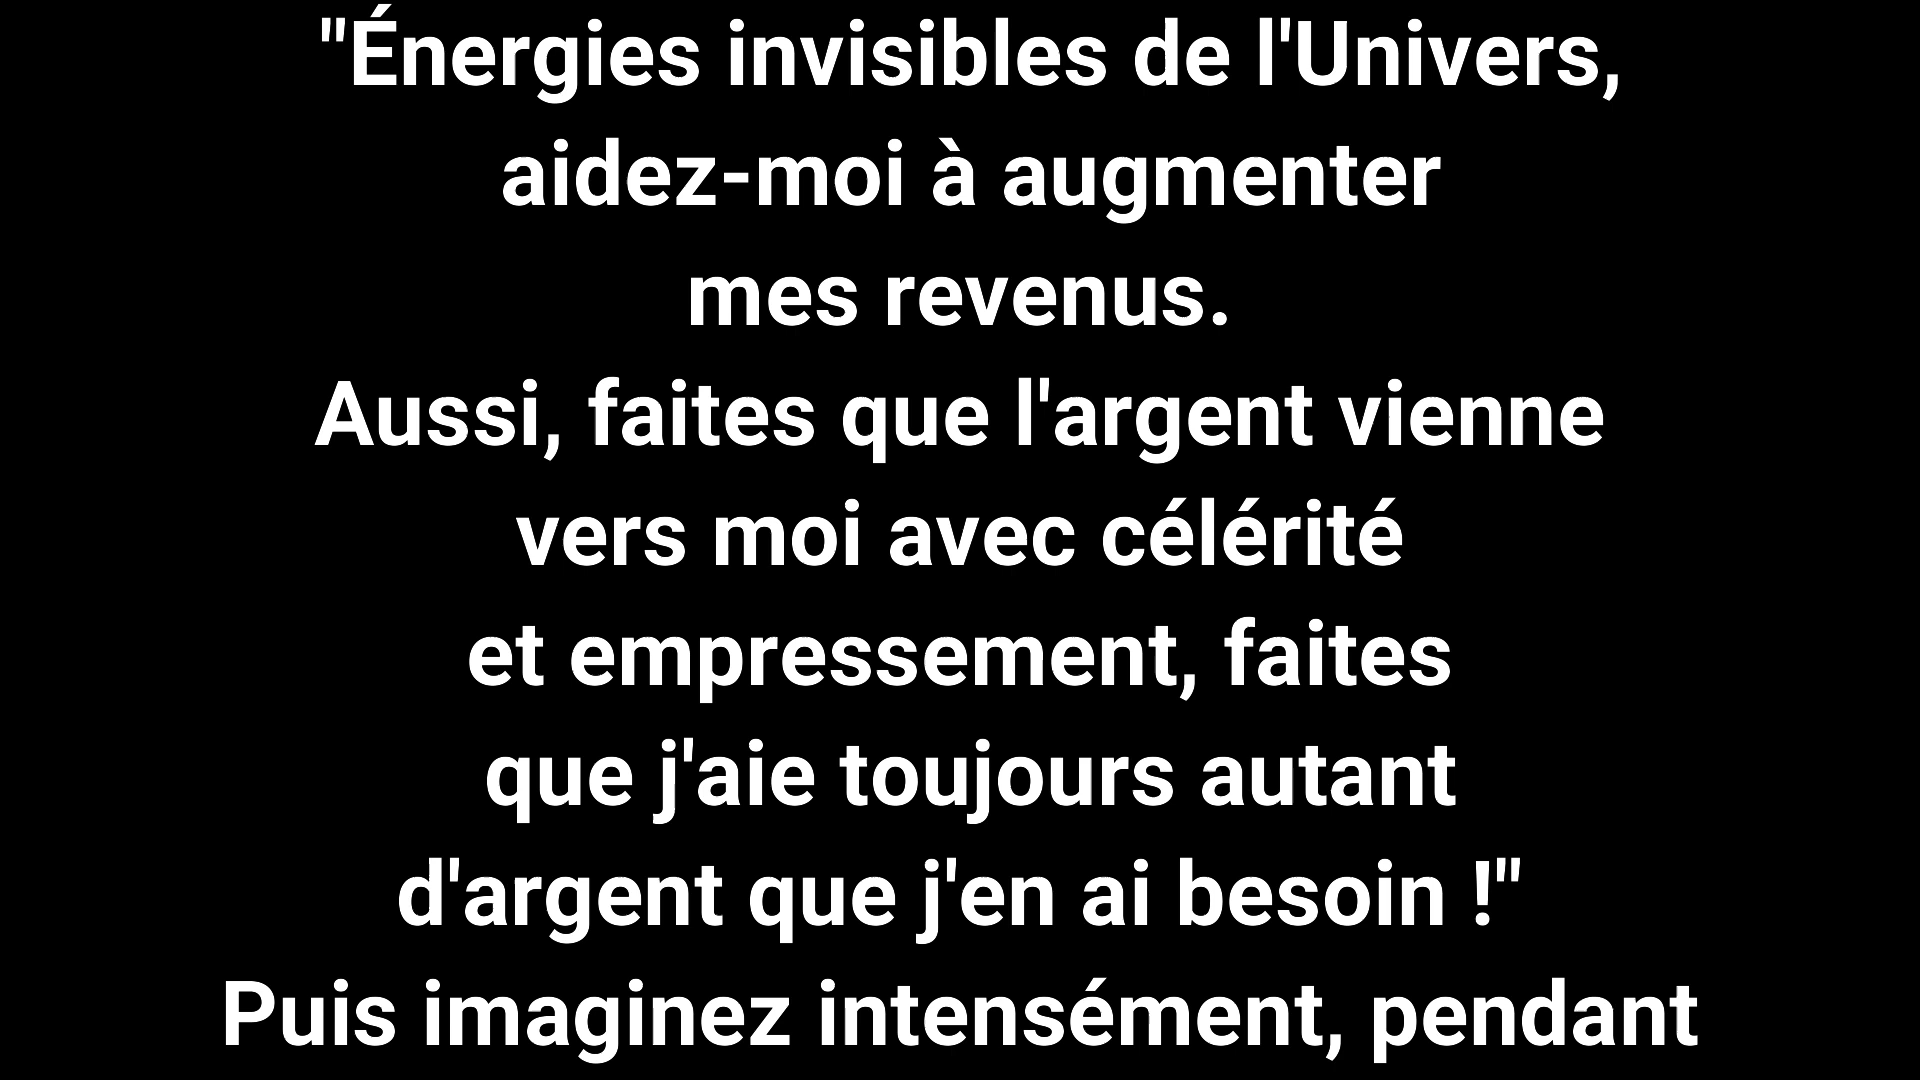 "Énergies invisibles de l'Univers,
aidez-moi à augmenter
mes revenus.
Aussi, faites que l'argent vienne
vers moi avec célérité
et empressement, faites
que j'aie toujours autant
d'argent que j'en ai besoin !"
Puis imaginez intensément, pendant